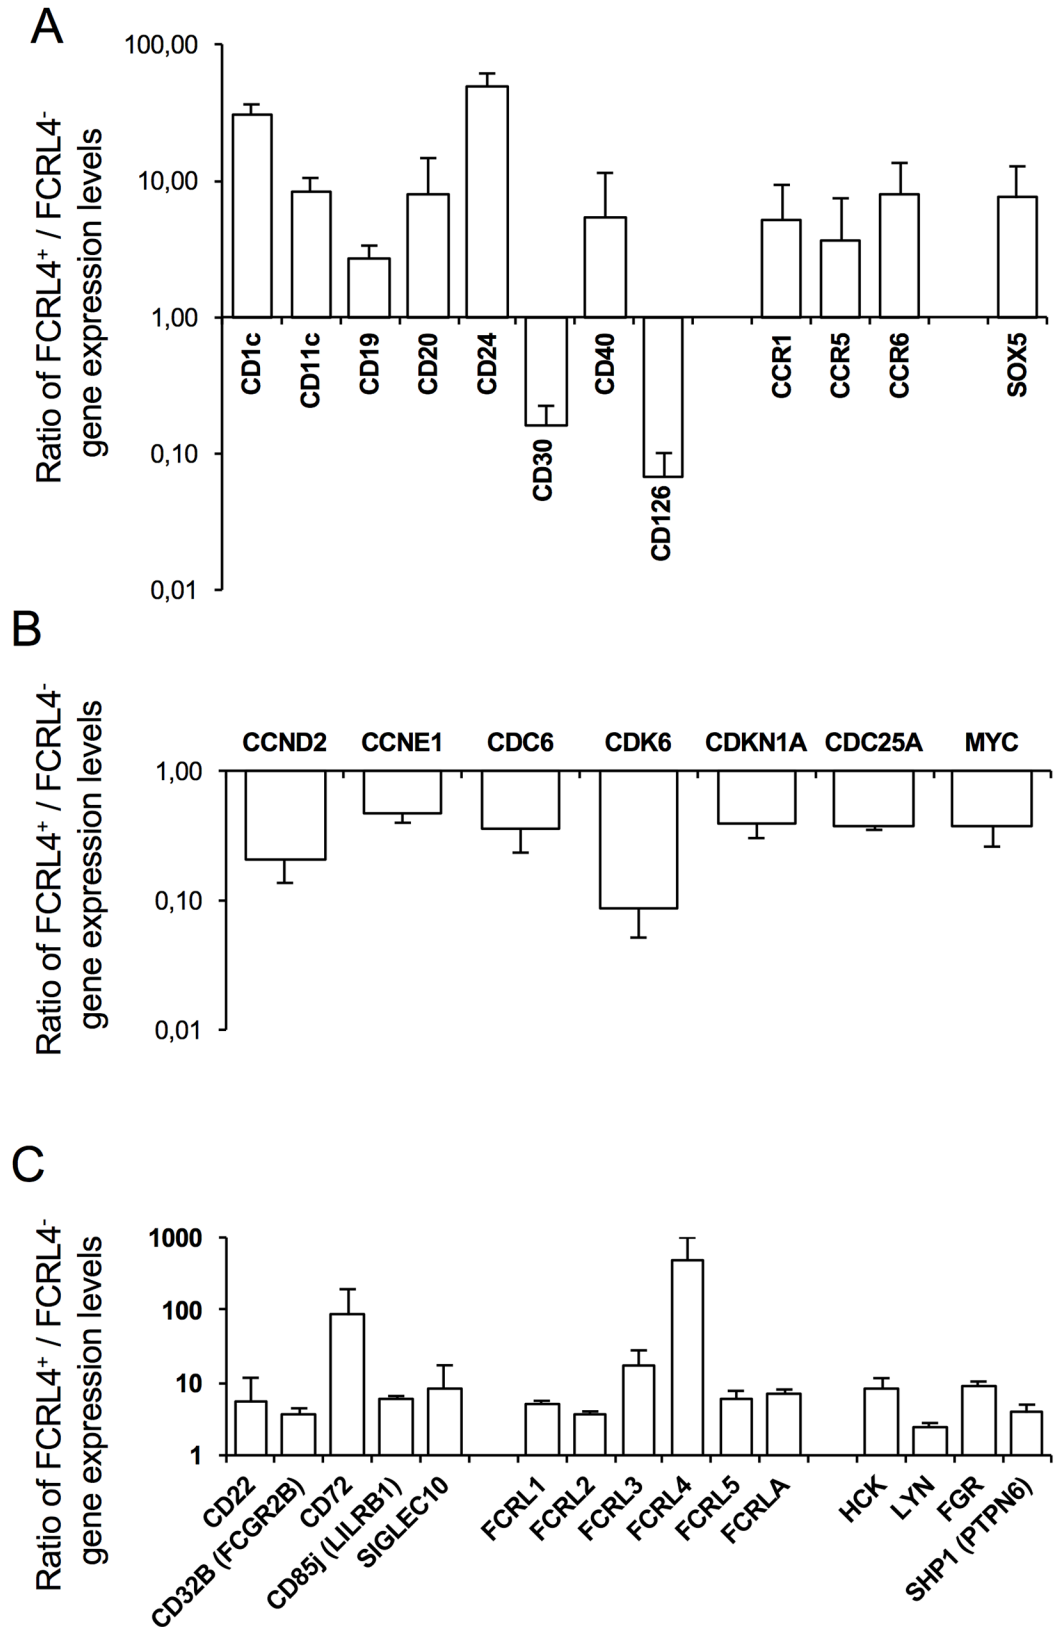 A
Ratio of FCRL4+ / FCRL4-
gene expression levels
100,00
10,00
1,00
0,10
0,01
CD1c
CD11c
CD19
CD20
CD24
CD30
CD40
CD126
CCR1
CCR5
CCR6
SOX5
B
Ratio of FCRL4+ / FCRL4-
gene expression levels
CCND2 CCNE1 CDC6 CDK6 CDKN1A CDC25A MYC
1,00
0,10
0,01
C
Ratio of FCRL4+ / FCRL4-
gene expression levels
1000
100
10
1
CD22
CD32B (FCGR2B)
CD72
CD85j (LILRB1)
SIGLEC10
FCRL1
FCRL2
FCRL3
FCRL4
FCRL5
FCRLA
HCK
LYN
FGR
SHP1 (PTPN6)